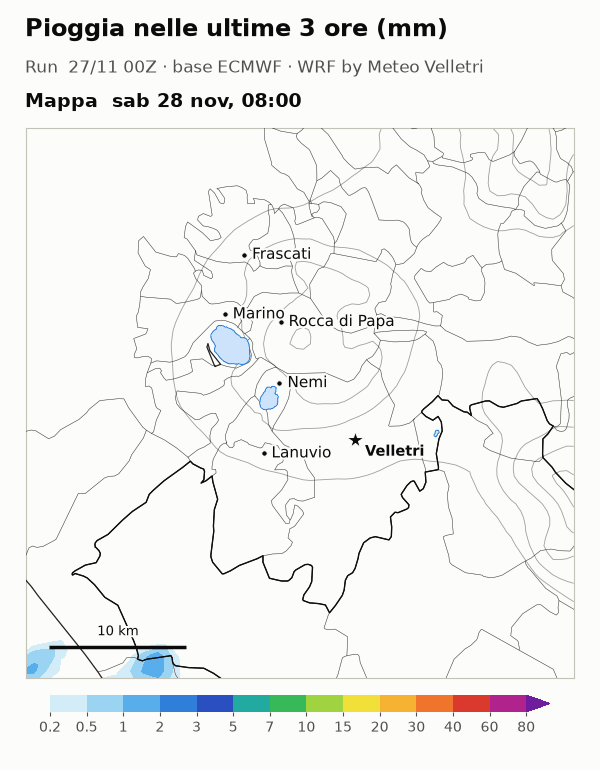 Pioggia nelle ultime 3 ore (mm)
Run  27/11 00Z · base ECMWF · WRF by Meteo Velletri
Mappa  sab 28 nov, 08:00
Frascati
Marino
Rocca di Papa
Nemi
Velletri
Lanuvio
10 km
0.2 0.5 1 2 3 5 7 10 15 20 30 40 60 80